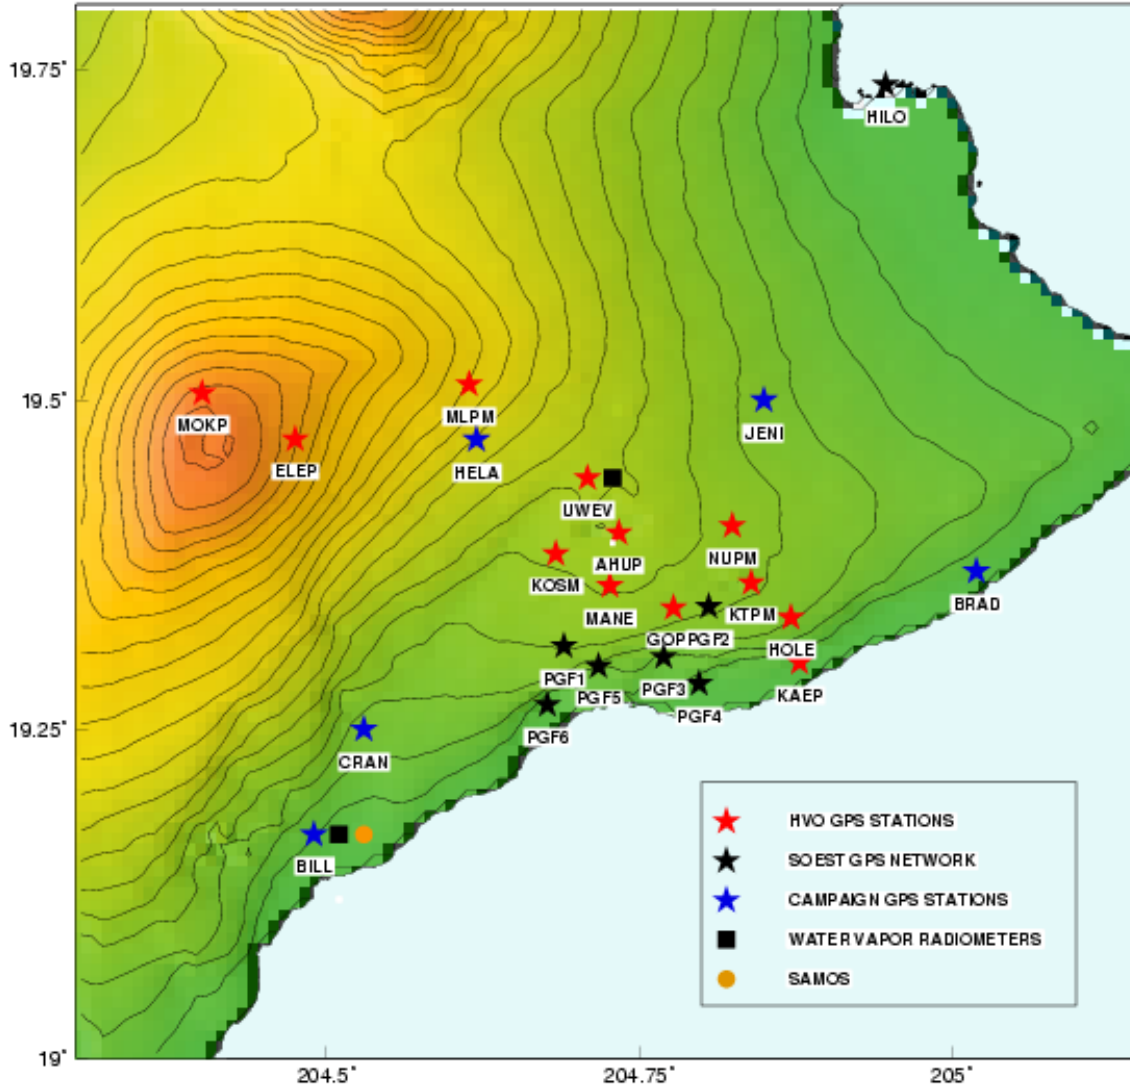 19.75°
HILO
19.5°
MOKP
MLPM
JENI
ELEP
HELA
UWEV
AHUP
NUPM
KOSM
BRAD
MANE
KTPM
GOPPGF2
HOLE
PGF1
PGF5
PGF3
KAEP
PGF4
19.25°
PGF6
CRAN
BILL
HVO GPS STATIONS
SOEST GPS NETWORK
CAMPAIGN GPS STATIONS
WATER VAPOR RADIOMETERS
SAMOS
19°
204.5°
204.75°
205°